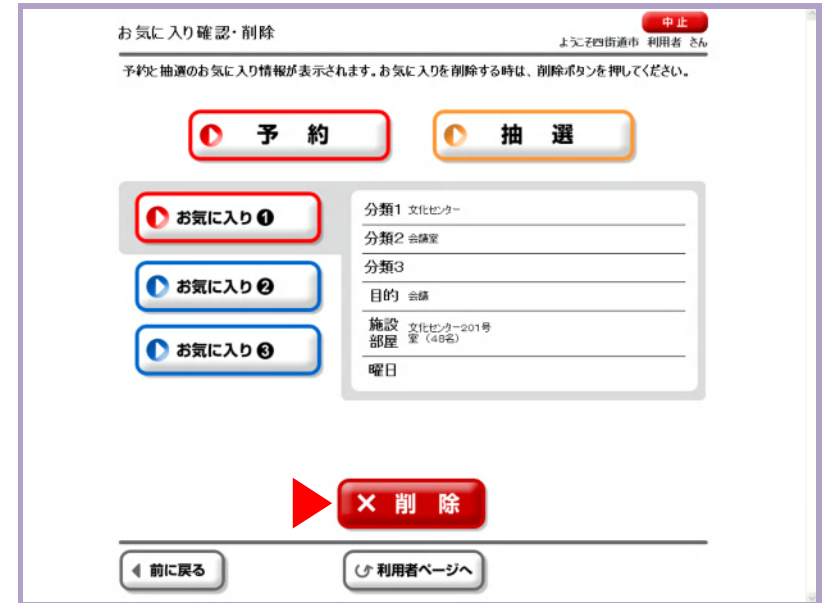 お気に入り確認・削除
中止
ようこそ四街道市 利用者 さん
予約と抽選のお気に入り情報が表示されます。お気に入りを削除する時は、削除ボタンを押してください。
予 約
抽 選
お気に入り❶
分類1 文化センター
分類2 会議室
分類3
お気に入り❷
目的 会議
施設部屋 文化センター201号
室（48名）
お気に入り❸
曜日
× 削 除
前に戻る
利用者ページへ